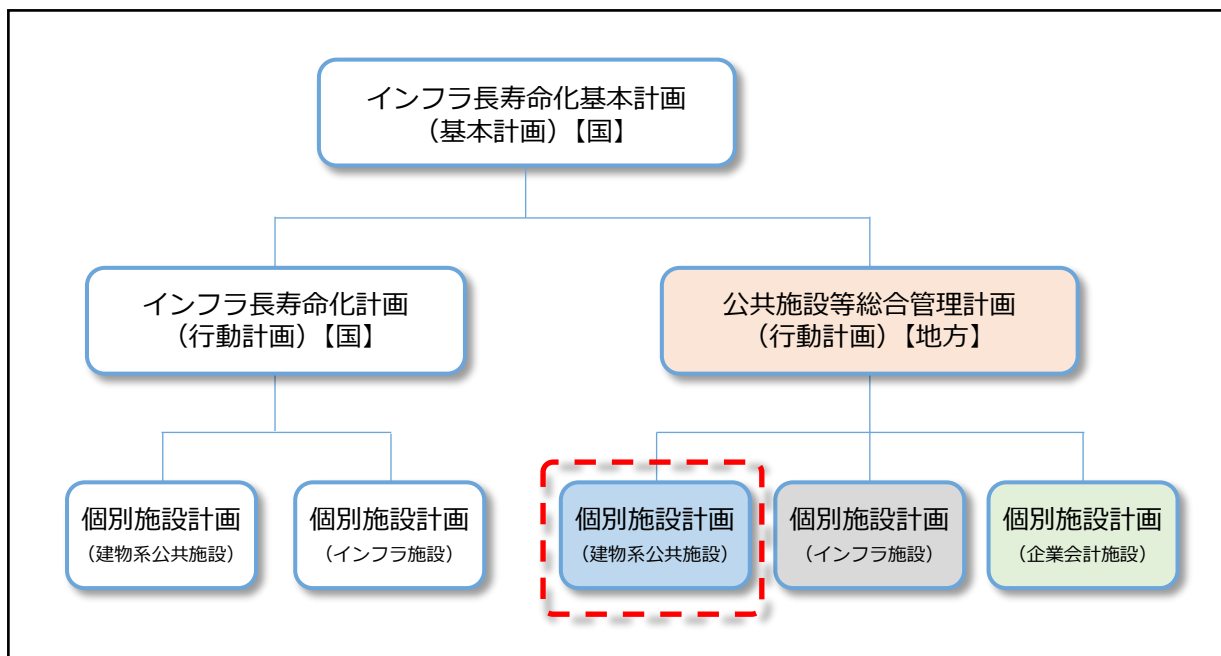 インフラ長寿命化基本計画
（基本計画）【国】
インフラ長寿命化計画
（行動計画）【国】
公共施設等総合管理計画
（行動計画）【地方】
個別施設計画
（建物系公共施設）
個別施設計画
（インフラ施設）
個別施設計画
（建物系公共施設）
個別施設計画
（インフラ施設）
個別施設計画
（企業会計施設）